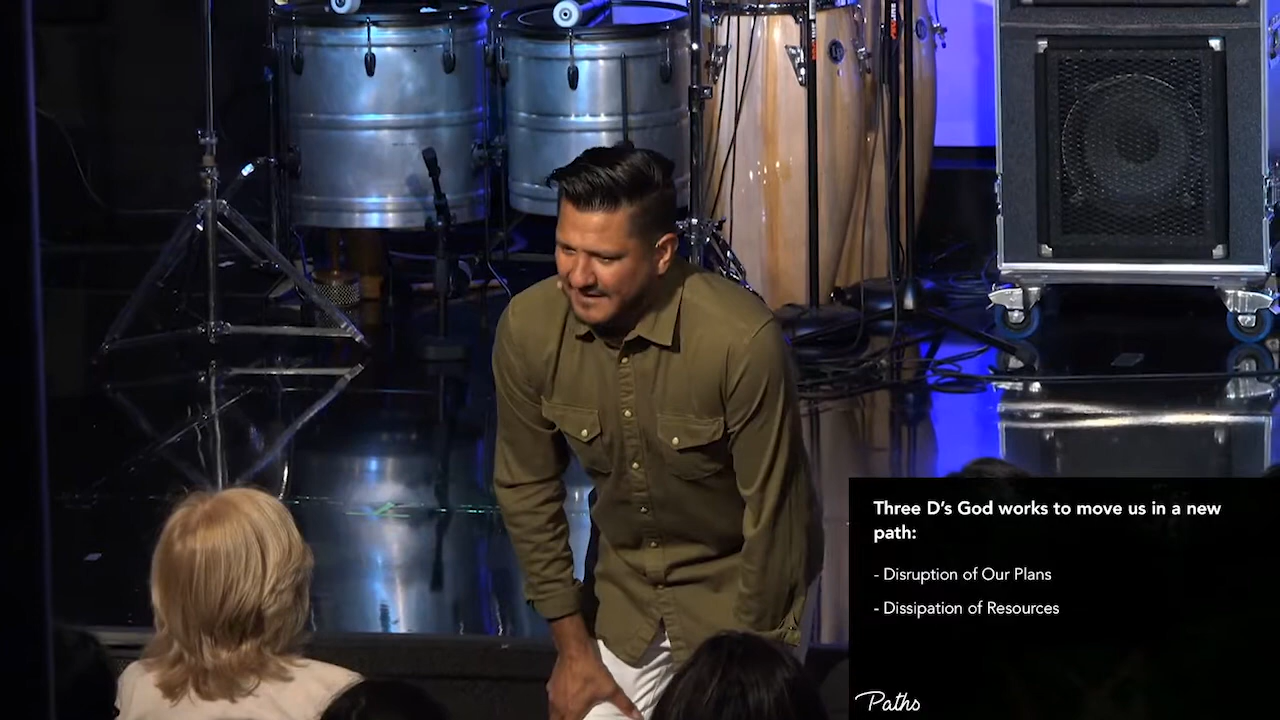 Three D's God works to move us in a new
path:
- Disruption of Our Plans
- Dissipation of Resources
Paths